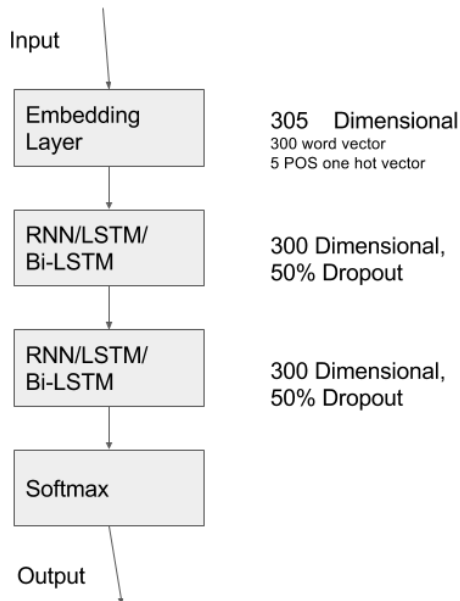 Input
Embedding
Layer
305 Dimensional
300 word vector
5 POS one hot vector
RNN/LSTM/
Bi-LSTM
300 Dimensional,
50% Dropout
RNN/LSTM/
Bi-LSTM
300 Dimensional,
50% Dropout
Softmax
Output